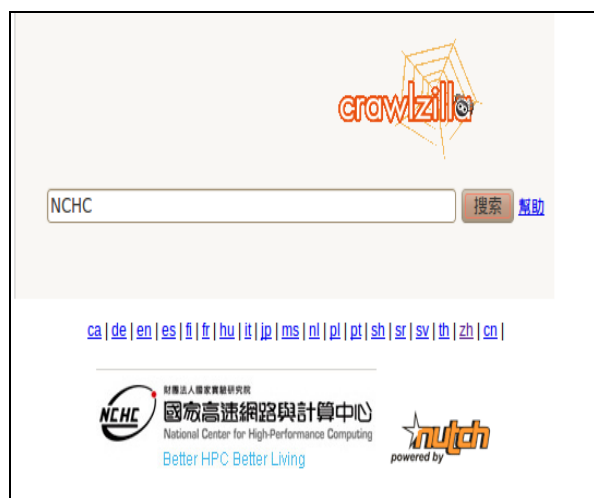 crawlzilla
NCHC 搜索 幫助
ca | de | en | es | fi | fr | hu | it | jp | ms | nl | pl | pt | sh | sr | sv | th | zh | cn |
財團法人國家實驗研究院
NCHC 國家高速網路與計算中心
National Center for High-Performance Computing
Better HPC Better Living
nutch
powered by